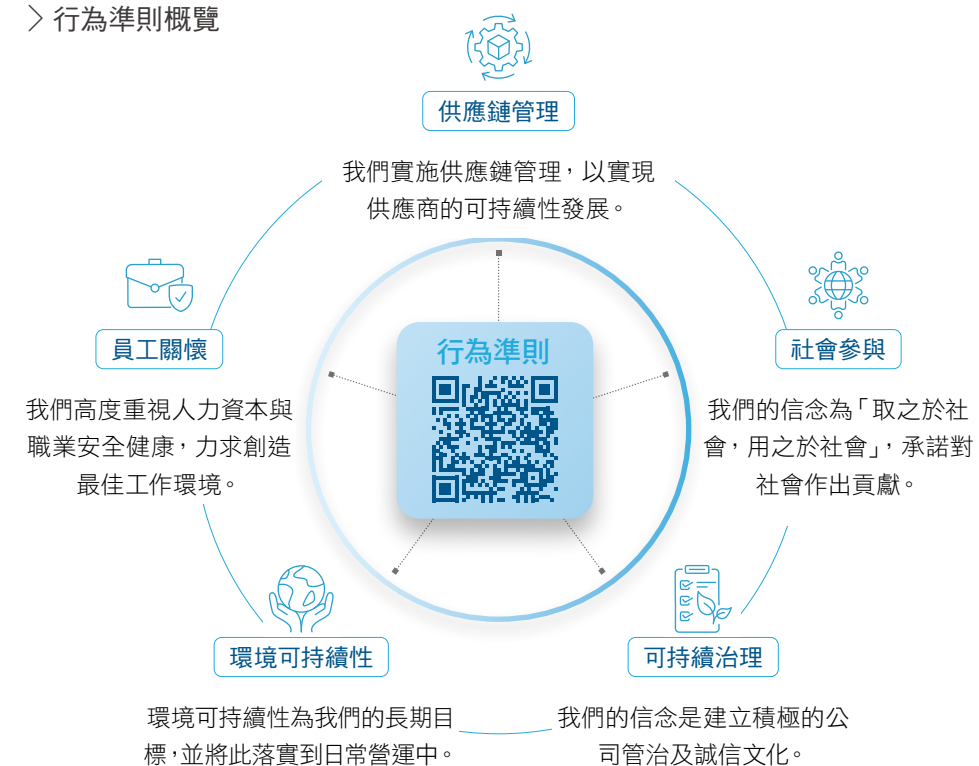 行為準則概覽
供應鏈管理
我們實施供應鏈管理，以實現
供應商的可持續性發展。
員工關懷
我們高度重視人力資本與
職業安全健康，力求創造
最佳工作環境。
行為準則
社會參與
我們的信念為「取之於社
會，用之於社會」，承諾對
社會作出貢獻。
環境可持續性
環境可持續性為我們的長期目
標，並將此落實到日常營運中。
可持續治理
我們的信念是建立積極的公
司管治及誠信文化。